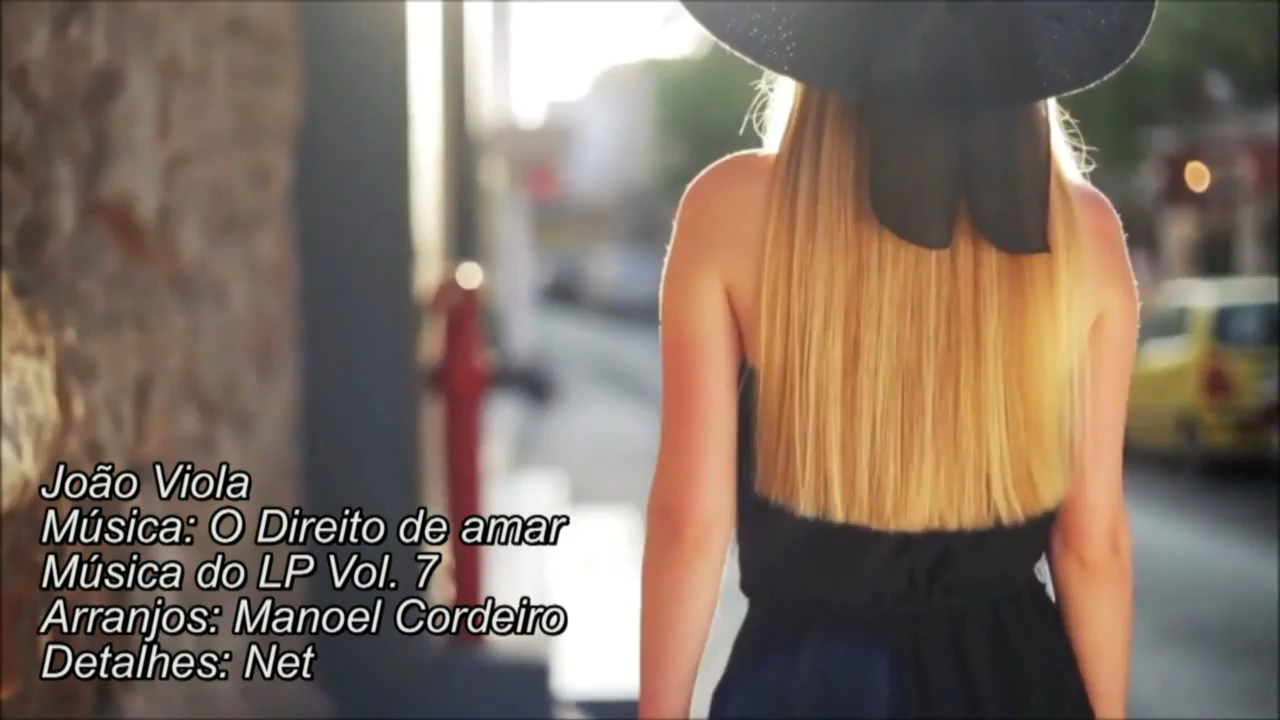 João Viola
Música: O Direito de amar
Música do LP Vol. 7
Arranjos: Manoel Cordeiro
Detalhes: Net